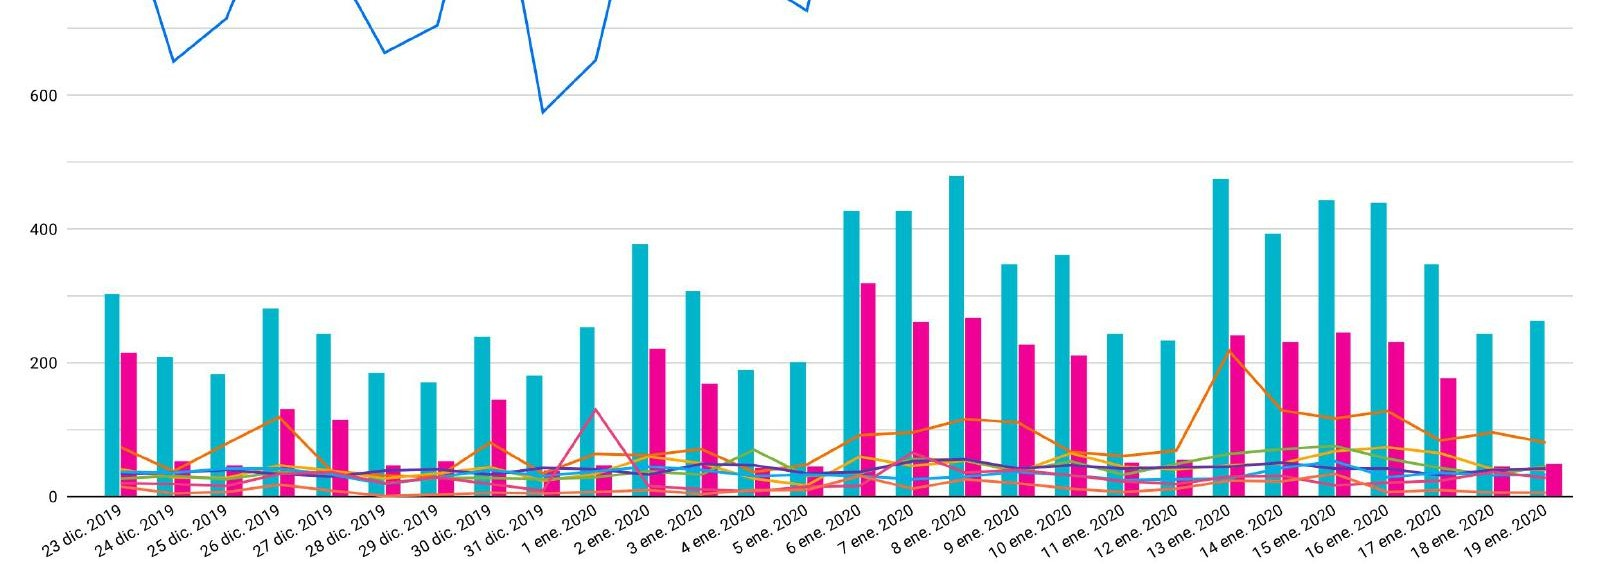 600
400
200
0
23 dic. 2019
24 dic. 2019
25 dic. 2019
26 dic. 2019
27 dic. 2019
28 dic. 2019
29 dic. 2019
30 dic. 2019
31 dic. 2019
1 ene. 2020
2 ene. 2020
3 ene. 2020
4 ene. 2020
5 ene. 2020
6 ene. 2020
7 ene. 2020
8 ene. 2020
9 ene. 2020
10 ene. 2020
11 ene. 2020
12 ene. 2020
13 ene. 2020
14 ene. 2020
15 ene. 2020
16 ene. 2020
17 ene. 2020
18 ene. 2020
19 ene. 2020